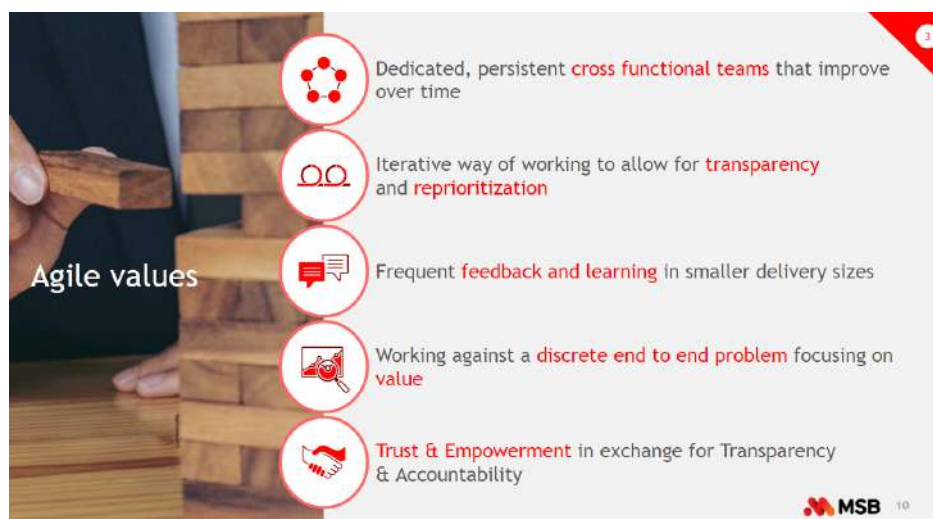 3
Dedicated, persistent cross functional teams that improve
over time
Iterative way of working to allow for transparency
and reprioritization
Agile values
Frequent feedback and learning in smaller delivery sizes
Working against a discrete end to end problem focusing on
value
Trust & Empowerment in exchange for Transparency
& Accountability
MSB
10